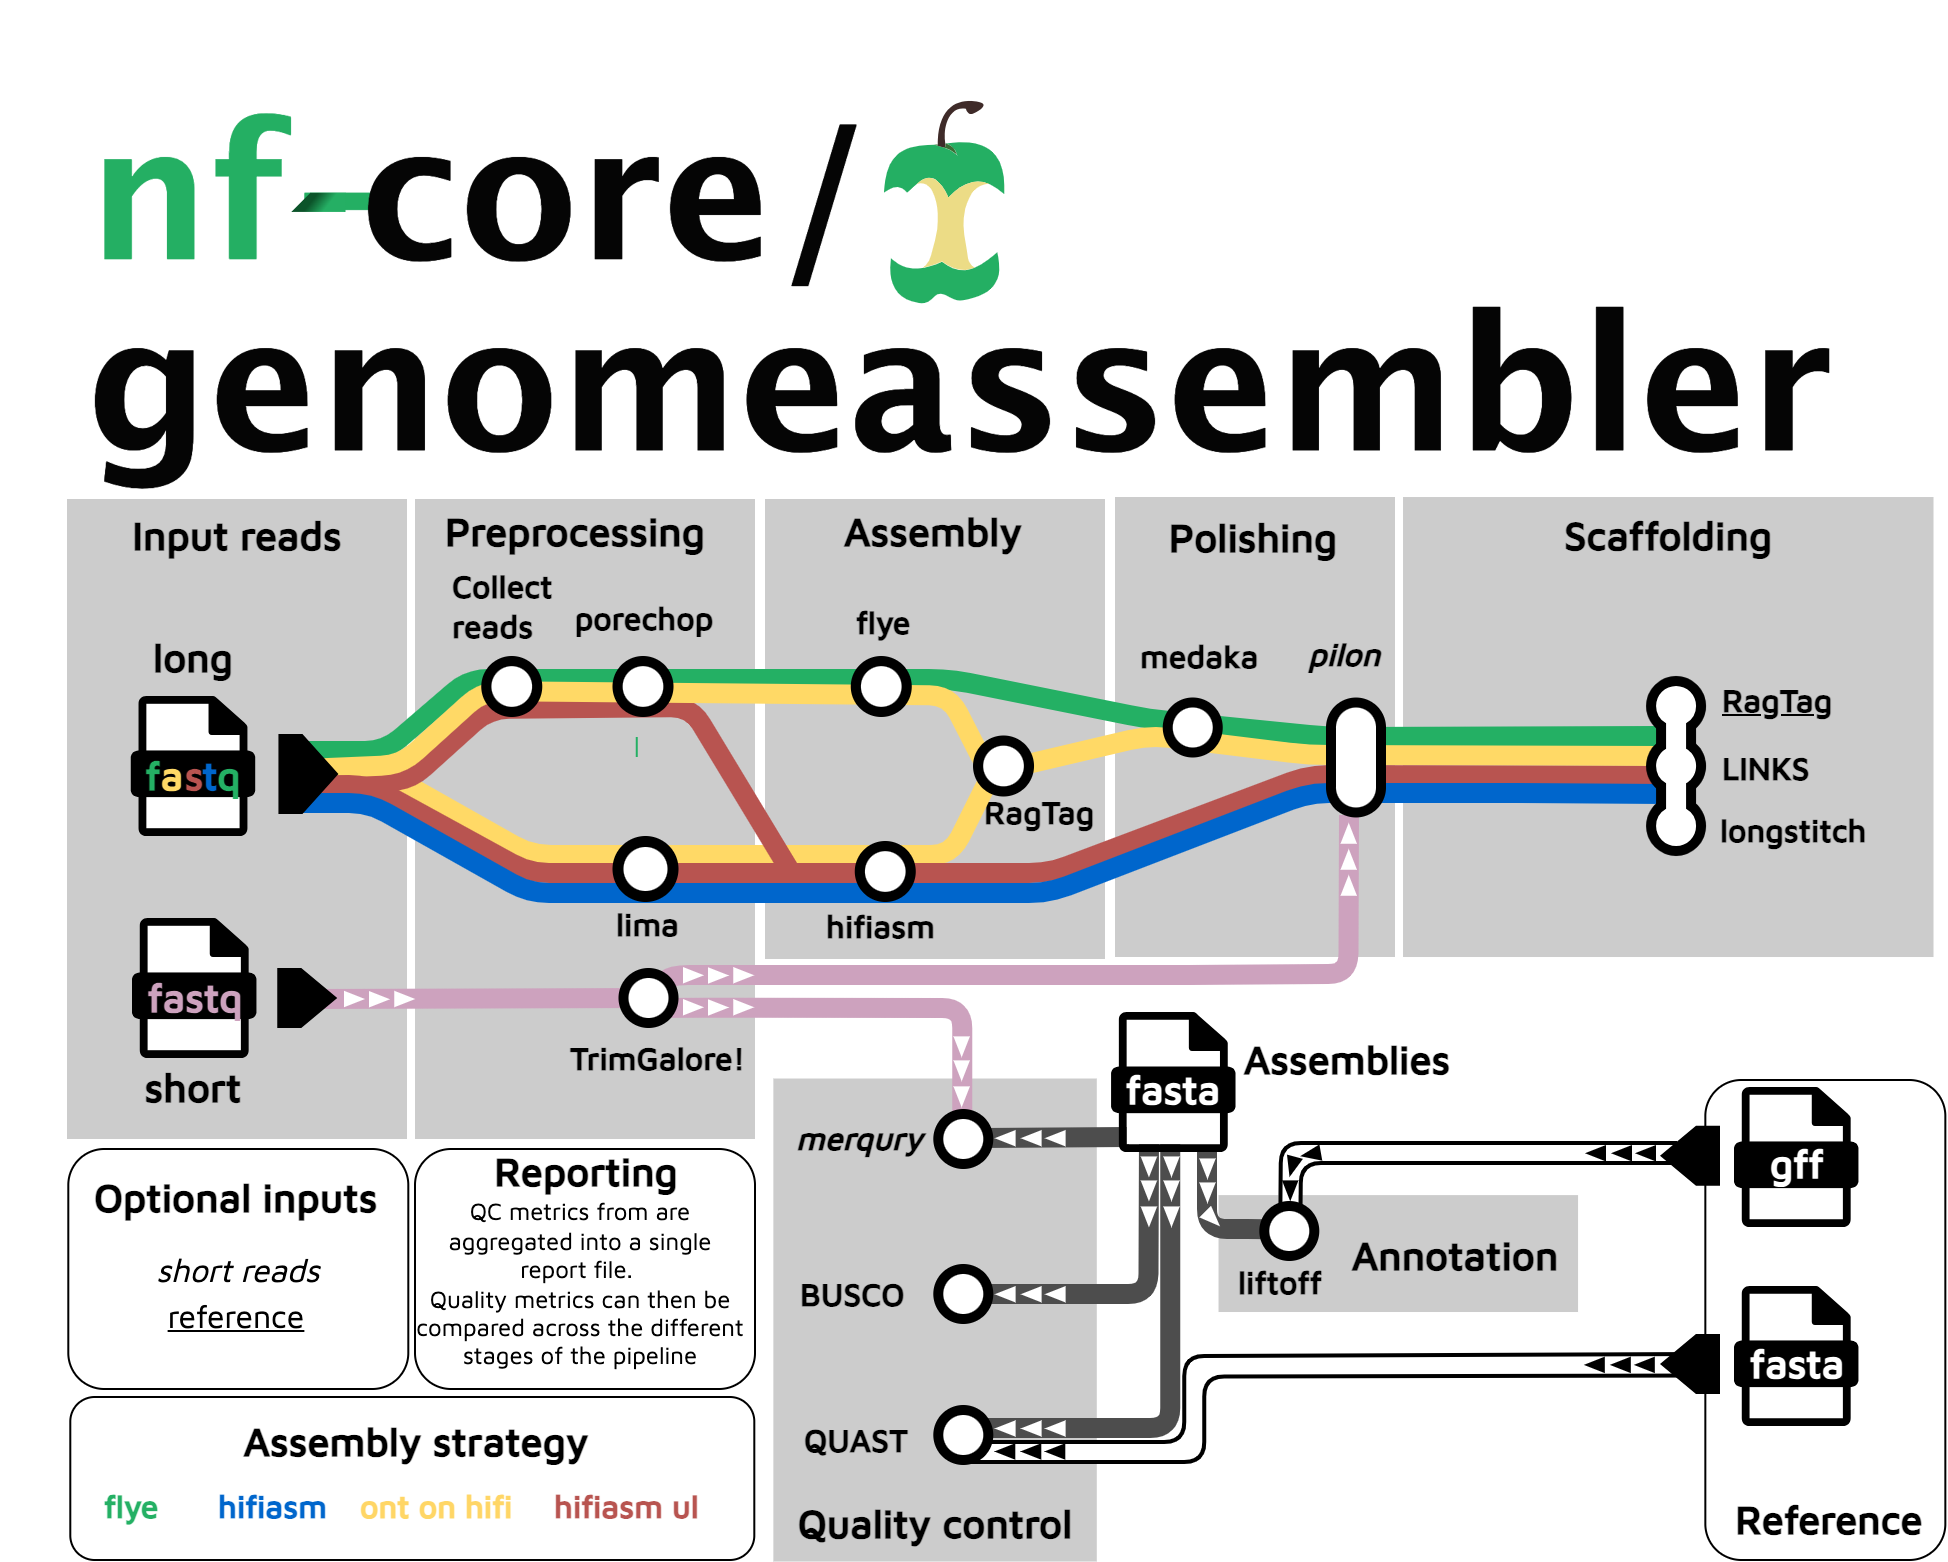 nf-core/
genomeassembler
Input reads
Preprocessing
Assembly
Polishing
Scaffolding
long
fastq
Collect
reads
porechop
flye
medaka
pilon
RagTag
LINKS
longstitch
RagTag
lima
hifiasm
fastq
short
TrimGalore!
fasta
Assemblies
merqury
BUSCO
QUAST
Quality control
liftoff
Annotation
gff
fasta
Reference
Optional inputs
short reads
reference
Reporting
QC metrics from are
aggregated into a single
report file.
Quality metrics can then be
compared across the different
stages of the pipeline
Assembly strategy
flye hifiasm ont on hifi hifiasm ul